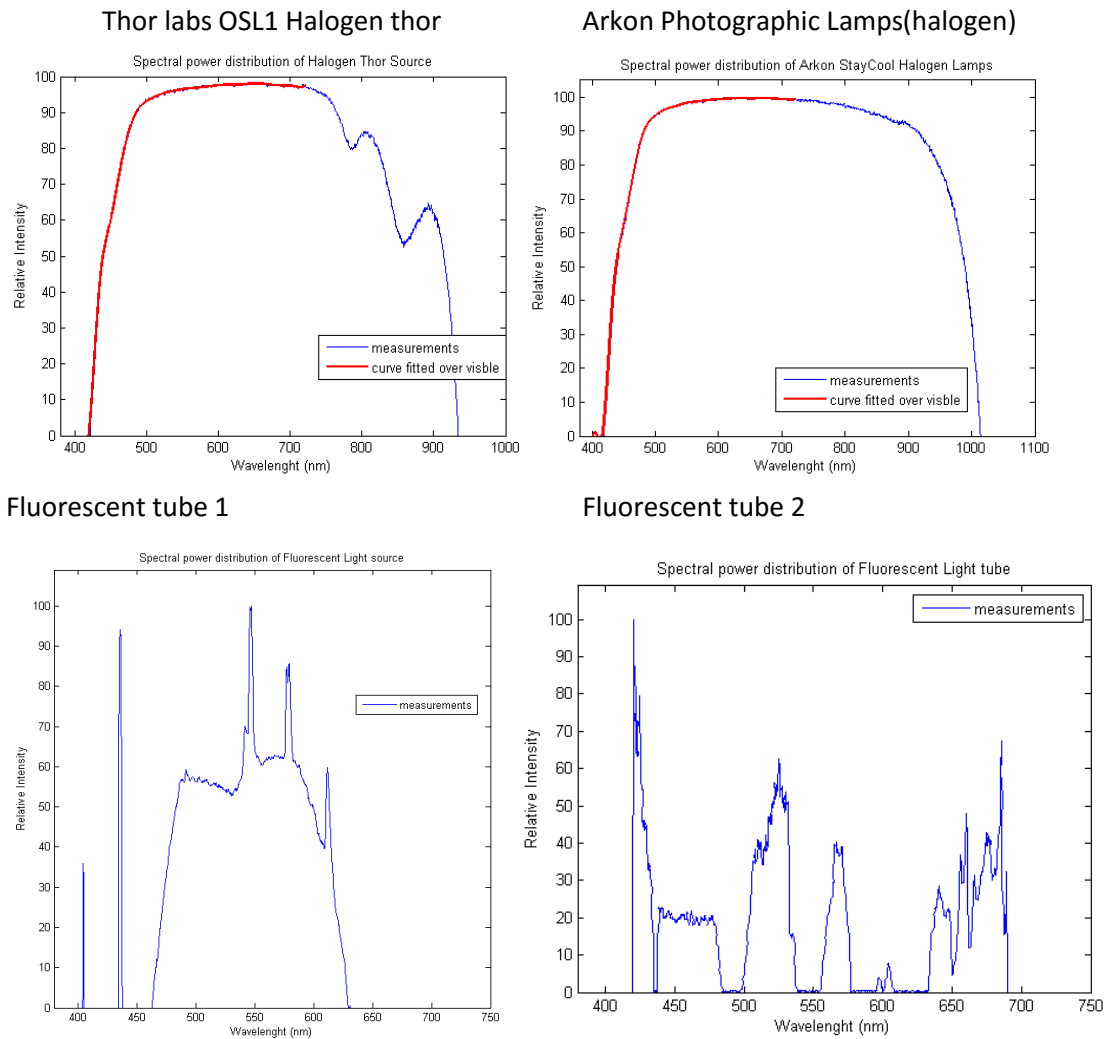 Thor labs OSL1 Halogen thor
Spectral power distribution of Halogen Thor Source
100
90
80
70
60
50
40
30
20
10
0
Relative Intensity
measurements
curve fitted over visble
400 500 600 700 800 900 1000
Wavelenght (nm)
Arkon Photographic Lamps(halogen)
Spectral power distribution of Arkon StayCool Halogen Lamps
100
90
80
70
60
50
40
30
20
10
0
Relative Intensity
measurements
curve fitted over visble
400 500 600 700 800 900 1000 1100
Wavelenght (nm)
Fluorescent tube 1
Spectral power distribution of Fluorescent Light source
100
90
80
70
60
50
40
30
20
10
0
Relative Intensity
measurements
400 450 500 550 600 650 700 750
Wavelenght (nm)
Fluorescent tube 2
Spectral power distribution of Fluorescent Light tube
100
90
80
70
60
50
40
30
20
10
0
Relative Intensity
measurements
400 450 500 550 600 650 700 750
Wavelenght (nm)